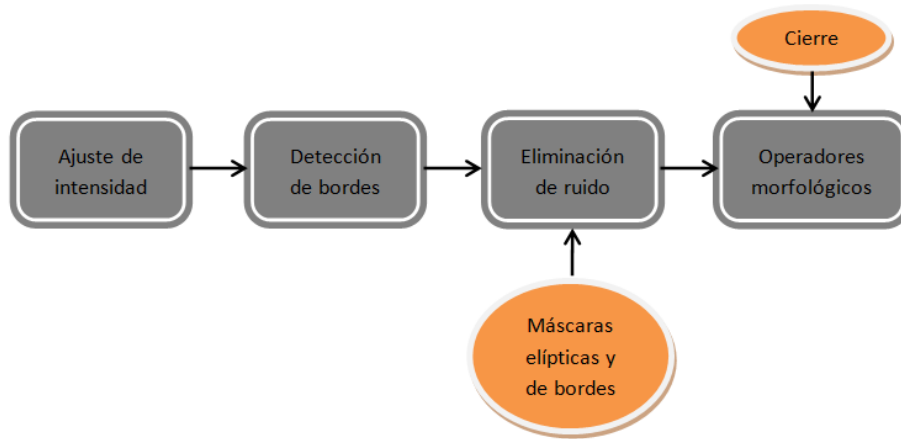 Cierre
Ajuste de
intensidad
Detección
de bordes
Eliminación
de ruido
Operadores
morfológicos
Máscaras
elípticas y
de bordes